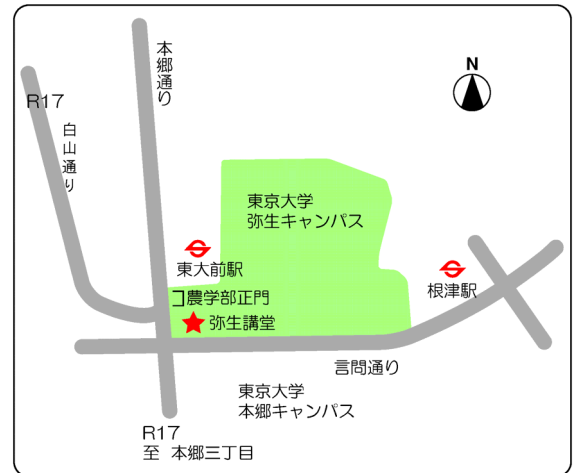 本郷通り
N
R17
白山通り
東京大学
弥生キャンパス
東大前駅
根津駅
農学部正門
弥生講堂
言問通り
東京大学
本郷キャンパス
R17
至 本郷三丁目